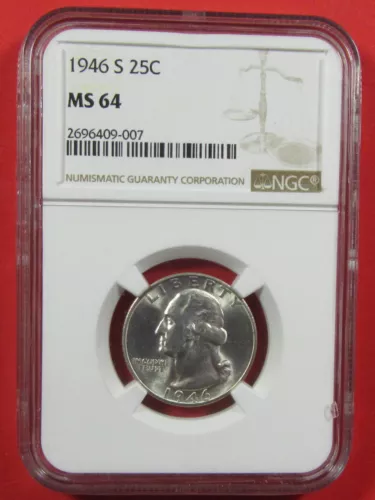 1946 S 25C
MS 64
2696409-007
NUMISMATIC GUARANTY CORPORATION NGC®
LIBERTY
IN GOD WE
TRUST
1946